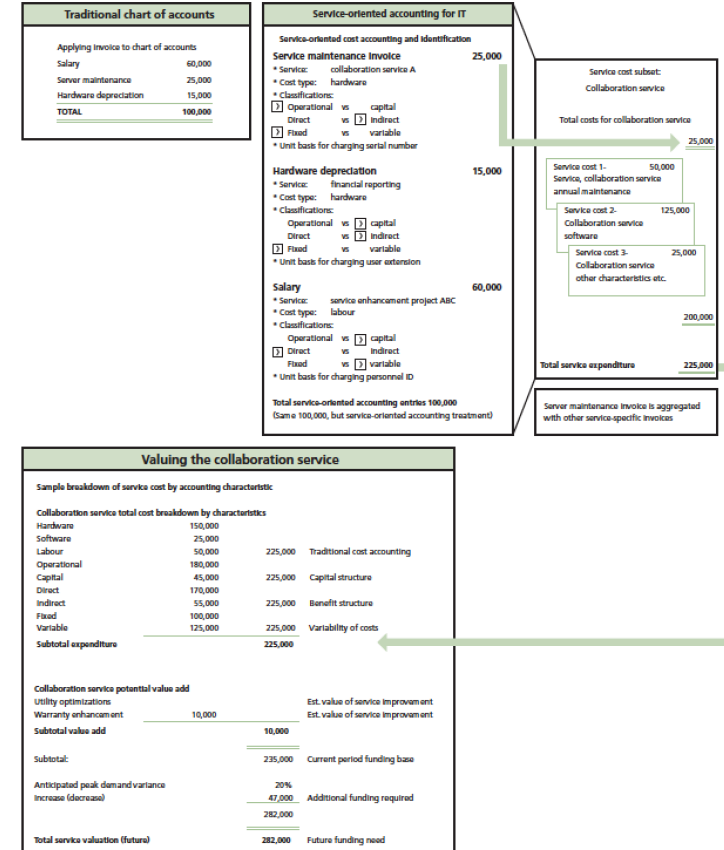 Traditional chart of accounts
Applying invoice to chart of accounts
Salary 60,000
Server maintenance 25,000
Hardware depreciation 15,000
TOTAL 100,000
Service-oriented accounting for IT
Service-oriented cost accounting and identification
Service maintenance invoice 25,000
* Service: collaboration service A
* Cost type: hardware
* Classifications:
Operational vs capital
Direct vs indirect
Fixed vs variable
* Unit basis for charging serial number
Hardware depreciation 15,000
* Service: financial reporting
* Cost type: hardware
* Classifications:
Operational vs capital
Direct vs indirect
Fixed vs variable
* Unit basis for charging user extension
Salary 60,000
* Service: service enhancement project ABC
* Cost type: labour
* Classifications:
Operational vs capital
Direct vs indirect
Fixed vs variable
* Unit basis for charging personnel ID
Total service-oriented accounting entries 100,000
(Same 100,000, but service-oriented accounting treatment)
Service cost subset:
Collaboration service
Total costs for collaboration service
25,000
Service cost 1- 50,000
Service, collaboration service
annual maintenance
Service cost 2- 125,000
Collaboration service
software
Service cost 3- 25,000
Collaboration service
other characteristics etc.
200,000
Total service expenditure 225,000
Server maintenance invoice is aggregated
with other service-specific invoices
Valuing the collaboration service
Sample breakdown of service cost by accounting characteristic
Collaboration service total cost breakdown by characteristics
Hardware 150,000
Software 25,000
Labour 50,000 225,000 Traditional cost accounting
Operational 180,000
Capital 45,000 225,000 Capital structure
Direct 170,000
Indirect 55,000 225,000 Benefit structure
Fixed 100,000
Variable 125,000 225,000 Variability of costs
Subtotal expenditure 225,000
Collaboration service potential value add
Utility optimizations Est. value of service improvement
Warranty enhancement 10,000 Est. value of service improvement
Subtotal value add 10,000
Subtotal: 235,000 Current period funding base
Anticipated peak demand variance 20%
Increase (decrease) 47,000 Additional funding required
282,000
Total service valuation (future) 282,000 Future funding need